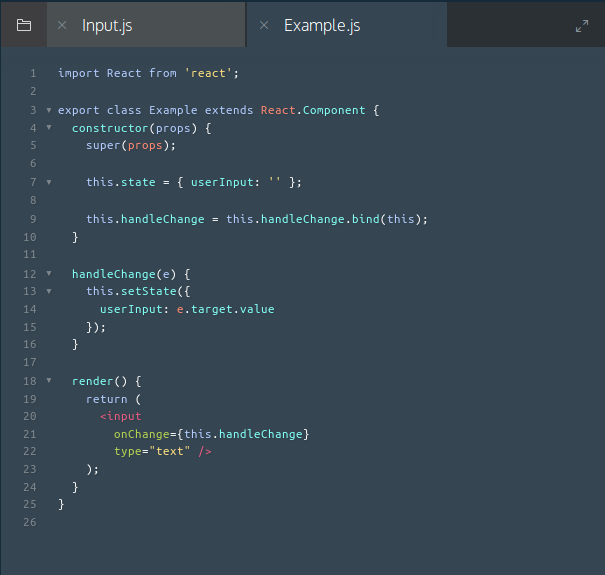 × Input.js × Example.js
1 import React from 'react';
2
3 export class Example extends React.Component {
4   constructor(props) {
5     super(props);
6
7     this.state = { userInput: '' };
8
9     this.handleChange = this.handleChange.bind(this);
10   }
11
12   handleChange(e) {
13     this.setState({
14       userInput: e.target.value
15     });
16   }
17
18   render() {
19     return (
20       <input
21         onChange={this.handleChange}
22         type="text" />
23     );
24   }
25 }
26